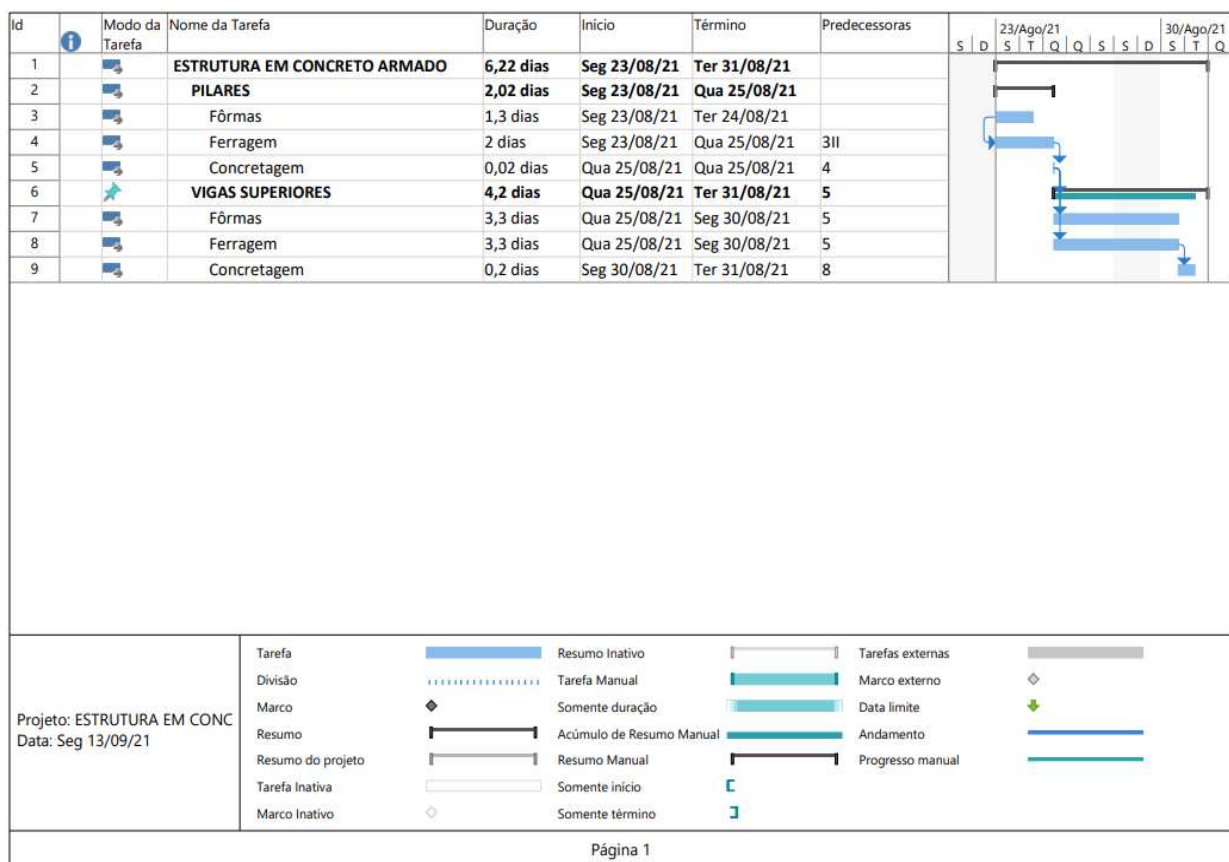 Id Modo da Tarefa Nome da Tarefa Duração Início Término Predecessoras 23/Ago/21 30/Ago/21
S D S T Q Q S S D S T Q
1 ESTRUTURA EM CONCRETO ARMADO 6,22 dias Seg 23/08/21 Ter 31/08/21
2 PILARES 2,02 dias Seg 23/08/21 Qua 25/08/21
3 Fôrmas 1,3 dias Seg 23/08/21 Ter 24/08/21
4 Ferragem 2 dias Seg 23/08/21 Qua 25/08/21 3II
5 Concretagem 0,02 dias Qua 25/08/21 Qua 25/08/21 4
6 VIGAS SUPERIORES 4,2 dias Qua 25/08/21 Ter 31/08/21 5
7 Fôrmas 3,3 dias Qua 25/08/21 Seg 30/08/21 5
8 Ferragem 3,3 dias Qua 25/08/21 Seg 30/08/21 5
9 Concretagem 0,2 dias Seg 30/08/21 Ter 31/08/21 8
Projeto: ESTRUTURA EM CONC
Data: Seg 13/09/21
Tarefa Resumo Inativo Tarefas externas
Divisão Tarefa Manual Marco externo
Marco Somente duração Data limite
Resumo Acúmulo de Resumo Manual Andamento
Resumo do projeto Resumo Manual Progresso manual
Tarefa Inativa Somente início
Marco Inativo Somente término
Página 1